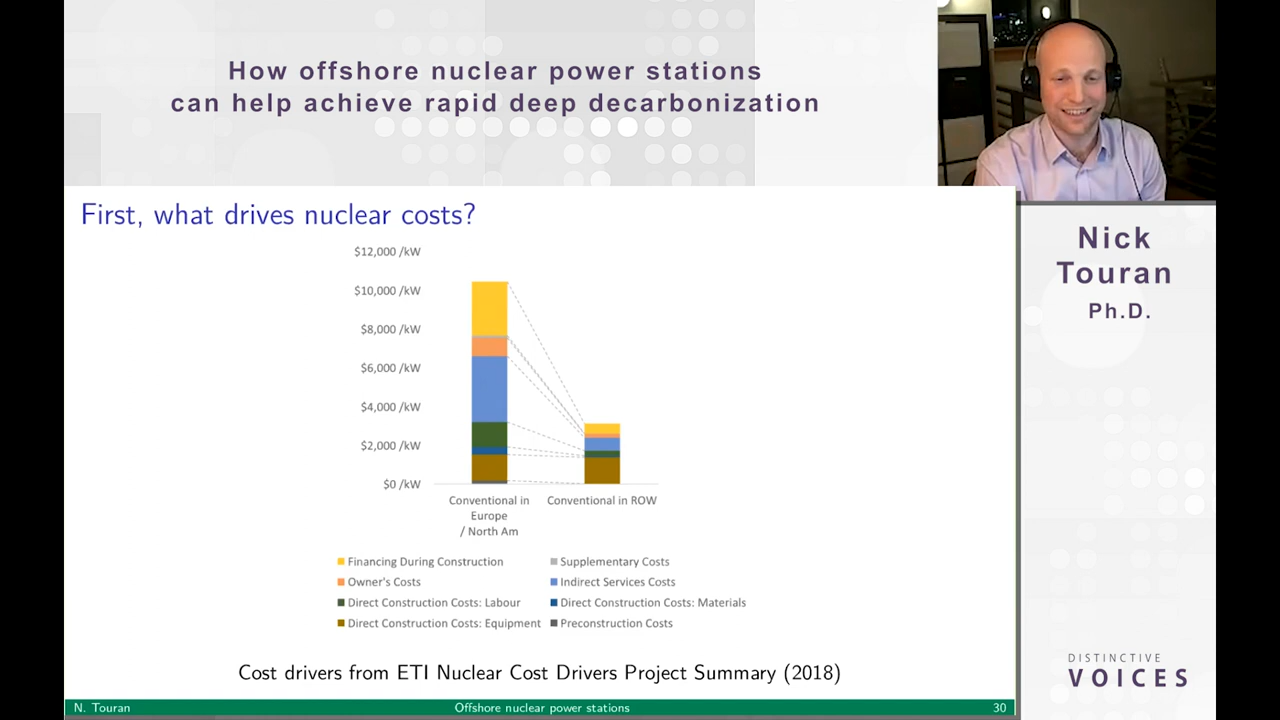 How offshore nuclear power stations
can help achieve rapid deep decarbonization
First, what drives nuclear costs?
$12,000 /kW
$10,000 /kW
$8,000 /kW
$6,000 /kW
$4,000 /kW
$2,000 /kW
$0 /kW
Conventional in
Europe
/ North Am
Conventional in ROW
Financing During Construction
Supplementary Costs
Owner's Costs
Indirect Services Costs
Direct Construction Costs: Labour
Direct Construction Costs: Materials
Direct Construction Costs: Equipment
Preconstruction Costs
Cost drivers from ETI Nuclear Cost Drivers Project Summary (2018)
N. Touran
Offshore nuclear power stations
30
Nick
Touran
Ph.D.
DISTINCTIVE
VOICES